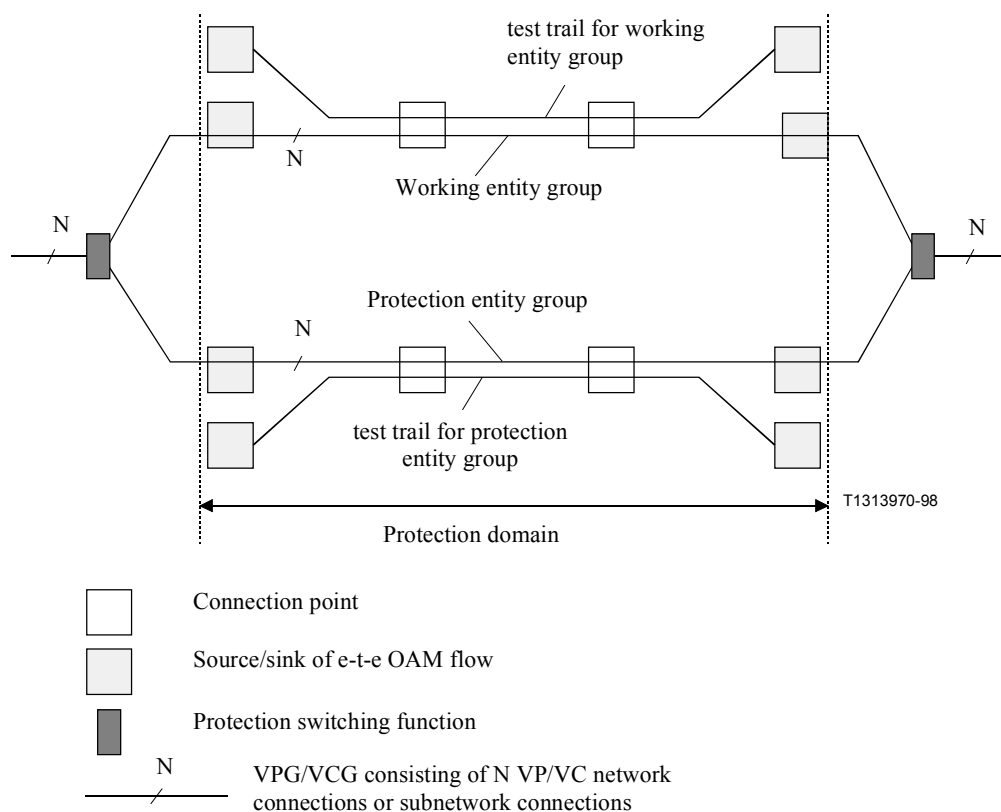 test trail for working
entity group
N
Working entity group
N
N
Protection entity group
N
test trail for protection
entity group
T1313970-98
Protection domain
Connection point
Source/sink of e-t-e OAM flow
Protection switching function
N
VPG/VCG consisting of N VP/VC network
connections or subnetwork connections